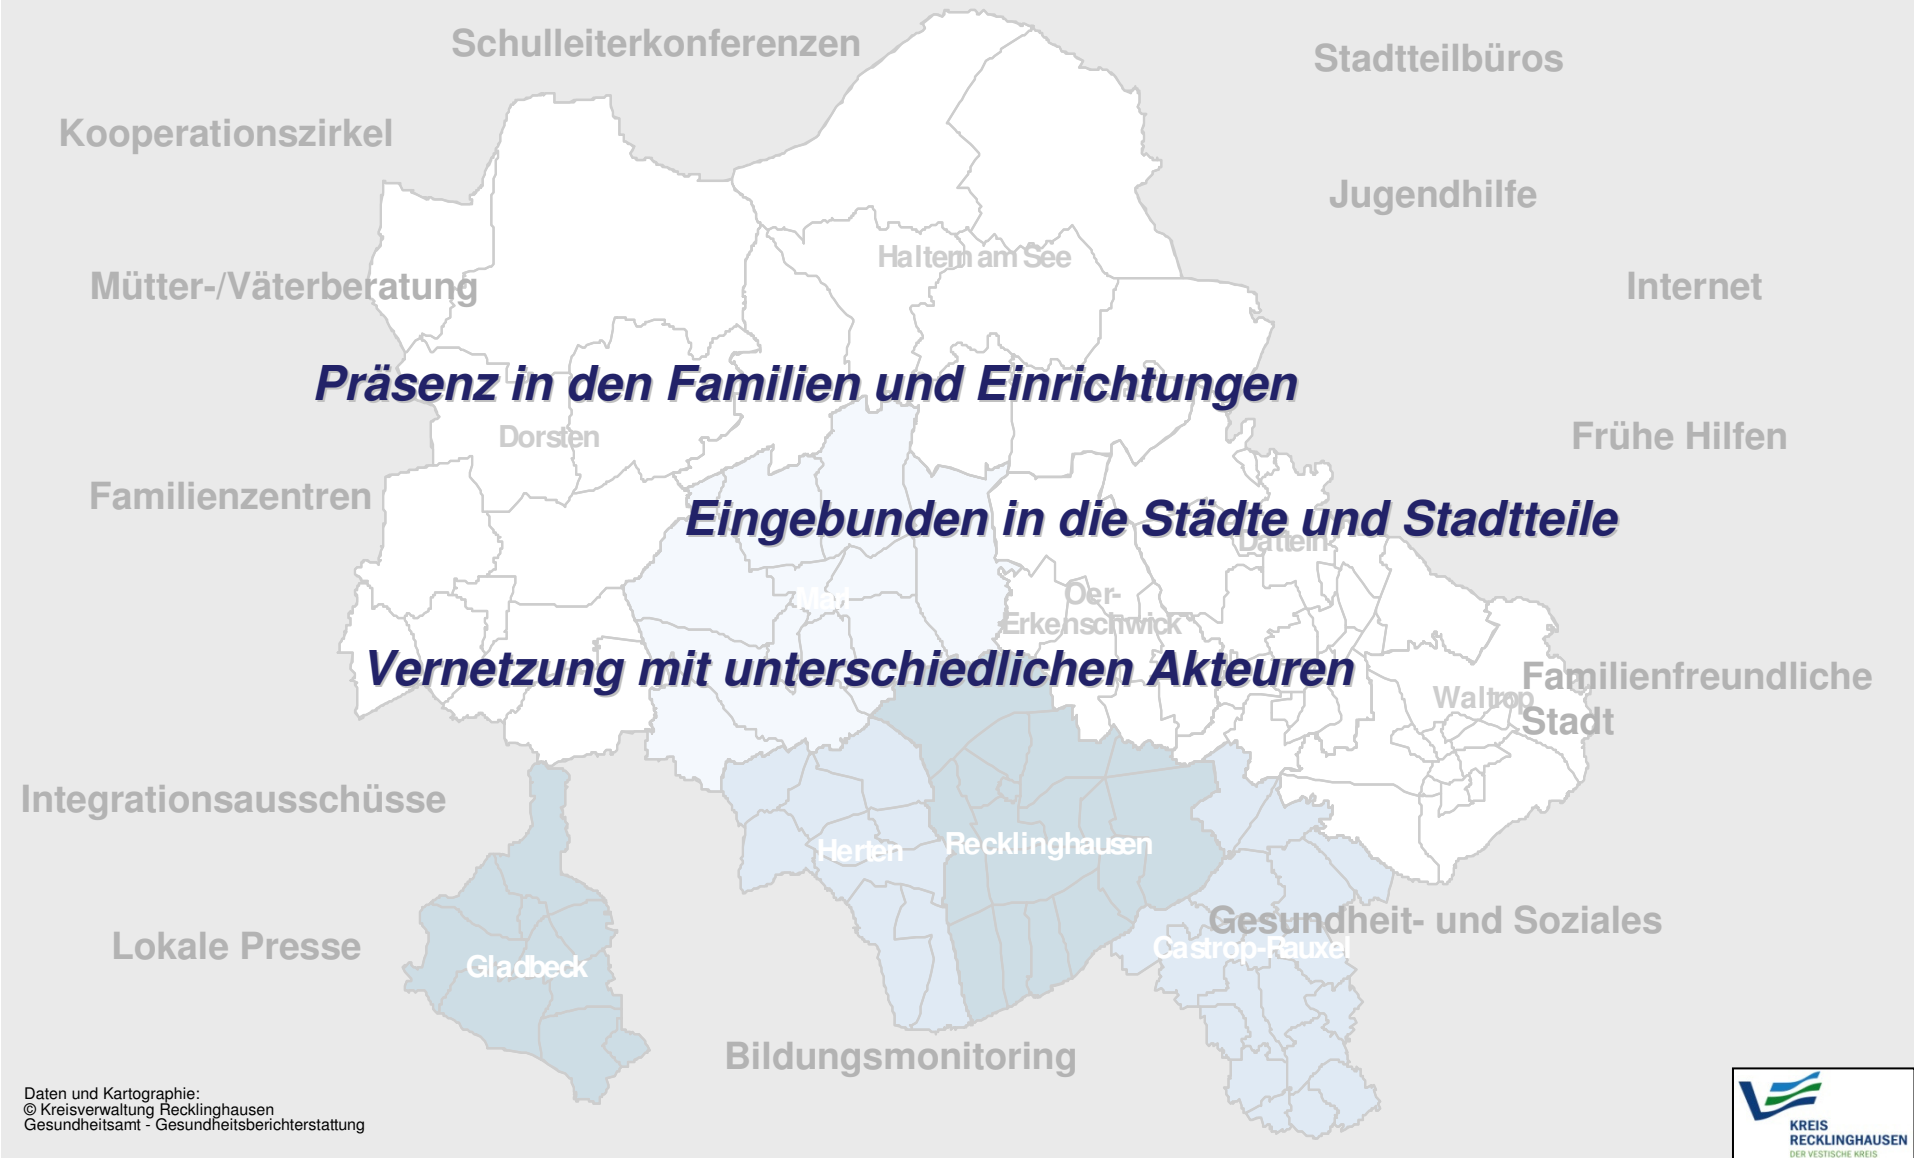 Schulleiterkonferenzen
Stadtteilbüros
Kooperationszirkel
Jugendhilfe
Haltern am See
Mütter-/Väterberatung
Internet
Präsenz in den Familien und Einrichtungen
Dorsten
Frühe Hilfen
Familienzentren
Eingebunden in die Städte und Stadtteile
Datteln
Marl
Oer-
Erkenschwick
Vernetzung mit unterschiedlichen Akteuren
Familienfreundliche
Stadt
Waltrop
Integrationsausschüsse
Herten
Recklinghausen
Gesundheit- und Soziales
Castrop-Rauxel
Lokale Presse
Gladbeck
Bildungsmonitoring
Daten und Kartographie:
© Kreisverwaltung Recklinghausen
Gesundheitsamt - Gesundheitsberichterstattung
KREIS
RECKLINGHAUSEN
DER VESTISCHE KREIS